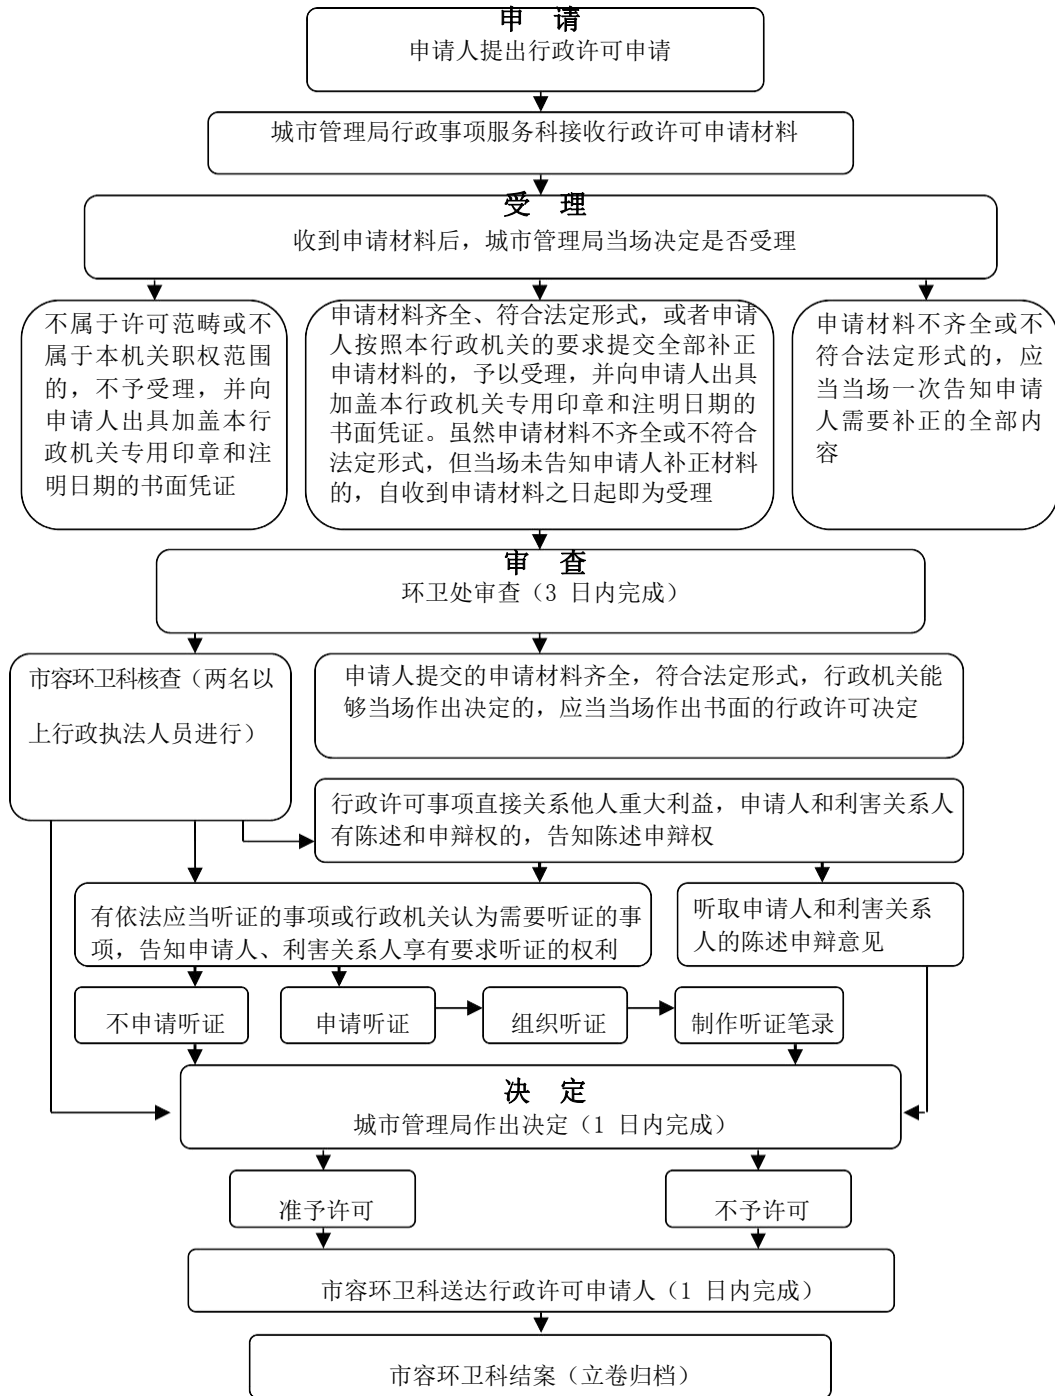 申 请
申请人提出行政许可申请
城市管理局行政事项服务科接收行政许可申请材料
受 理
收到申请材料后，城市管理局当场决定是否受理
不属于许可范畴或不
属于本机关职权范围
的，不予受理，并向
申请人出具加盖本行
政机关专用印章和注
明日期的书面凭证
申请材料齐全、符合法定形式，或者申请
人按照本行政机关的要求提交全部补正
申请材料的，予以受理，并向申请人出具
加盖本行政机关专用印章和注明日期的
书面凭证。虽然申请材料不齐全或不符合
法定形式，但当场未告知申请人补正材料
的，自收到申请材料之日起即为受理
申请材料不齐全或不
符合法定形式的，应
当当场一次告知申请
人需要补正的全部内
容
审 查
环卫处审查（3 日内完成）
市容环卫科核查（两名以
上行政执法人员进行）
申请人提交的申请材料齐全，符合法定形式，行政机关能
够当场作出决定的，应当当场作出书面的行政许可决定
行政许可事项直接关系他人重大利益，申请人和利害关系人
有陈述和申辩权的，告知陈述申辩权
有依法应当听证的事项或行政机关认为需要听证的事
项，告知申请人、利害关系人享有要求听证的权利
听取申请人和利害关系
人的陈述申辩意见
不申请听证
申请听证
组织听证
制作听证笔录
决 定
城市管理局作出决定（1 日内完成）
准予许可
不予许可
市容环卫科送达行政许可申请人（1 日内完成）
市容环卫科结案（立卷归档）